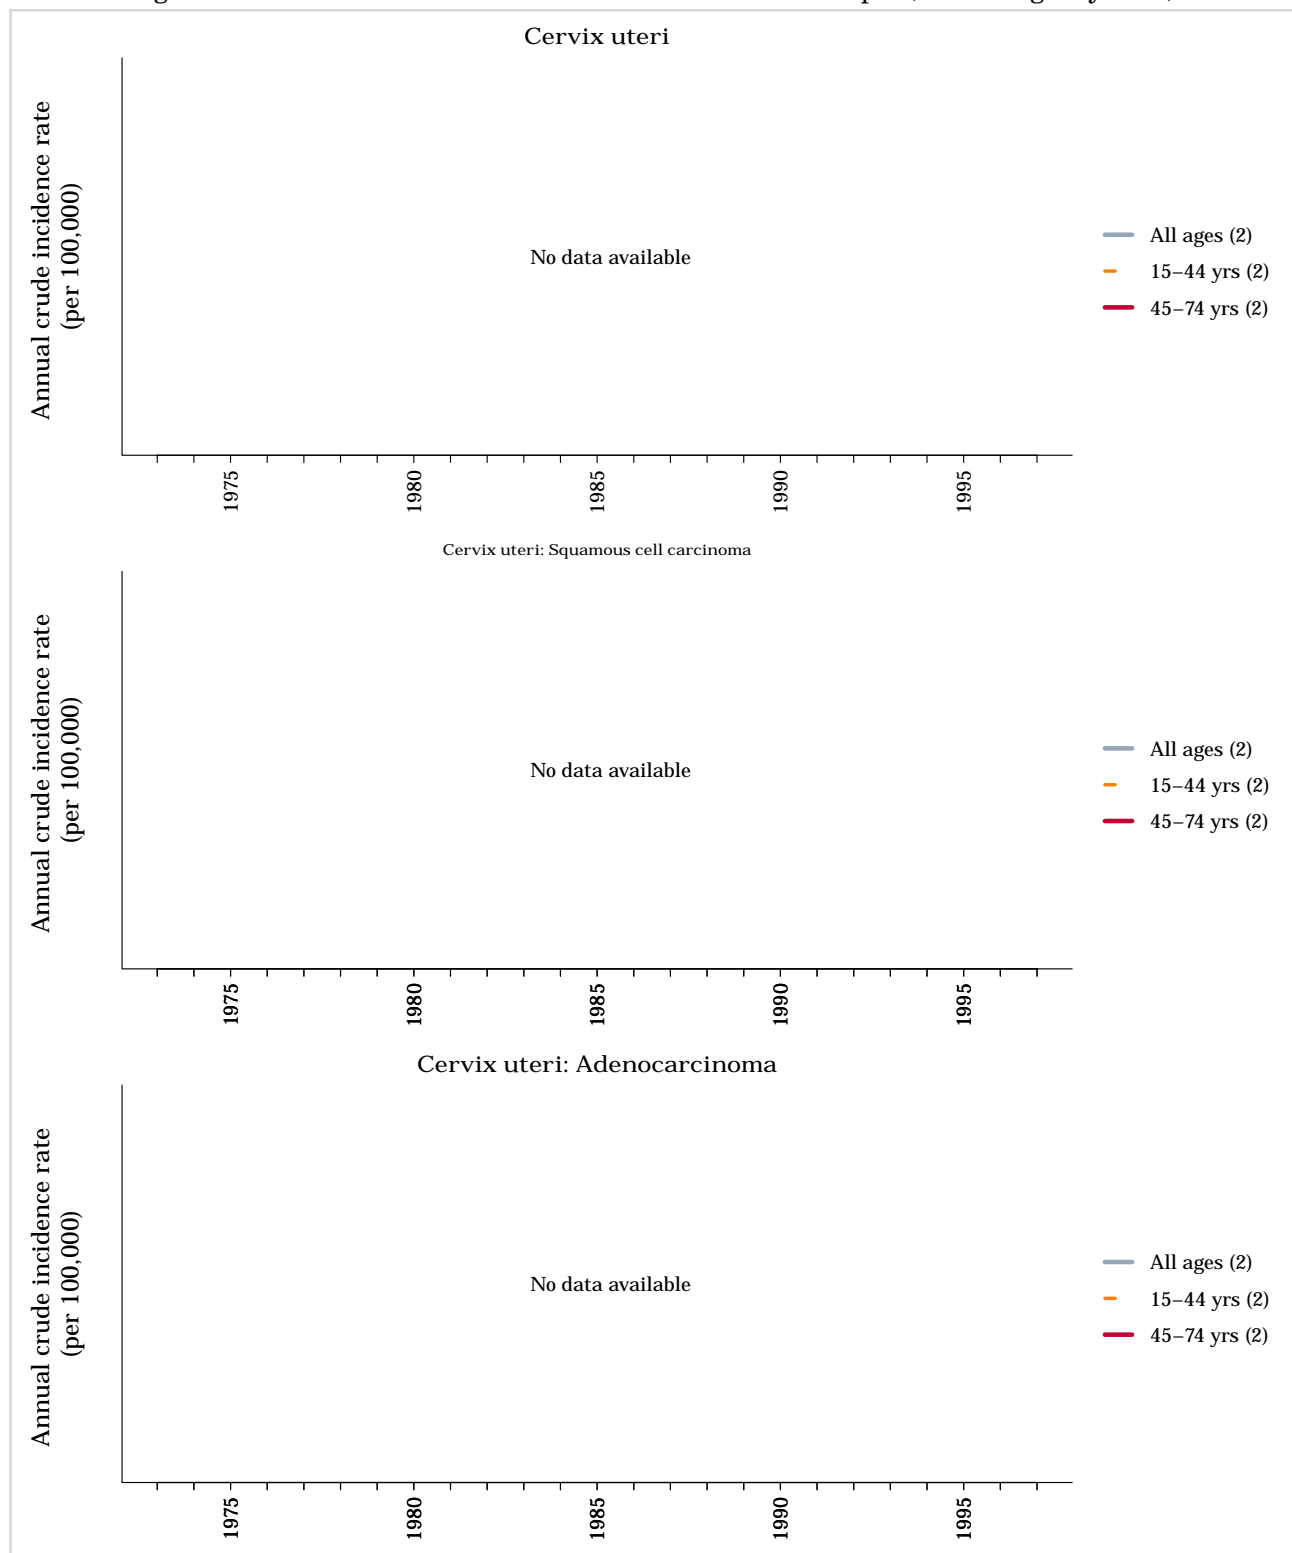 Cervix uteri
Annual crude incidence rate
(per 100,000)
No data available
All ages (2)
15–44 yrs (2)
45–74 yrs (2)
1975
1980
1985
1990
1995
Cervix uteri: Squamous cell carcinoma
Annual crude incidence rate
(per 100,000)
No data available
All ages (2)
15–44 yrs (2)
45–74 yrs (2)
1975
1980
1985
1990
1995
Cervix uteri: Adenocarcinoma
Annual crude incidence rate
(per 100,000)
No data available
All ages (2)
15–44 yrs (2)
45–74 yrs (2)
1975
1980
1985
1990
1995